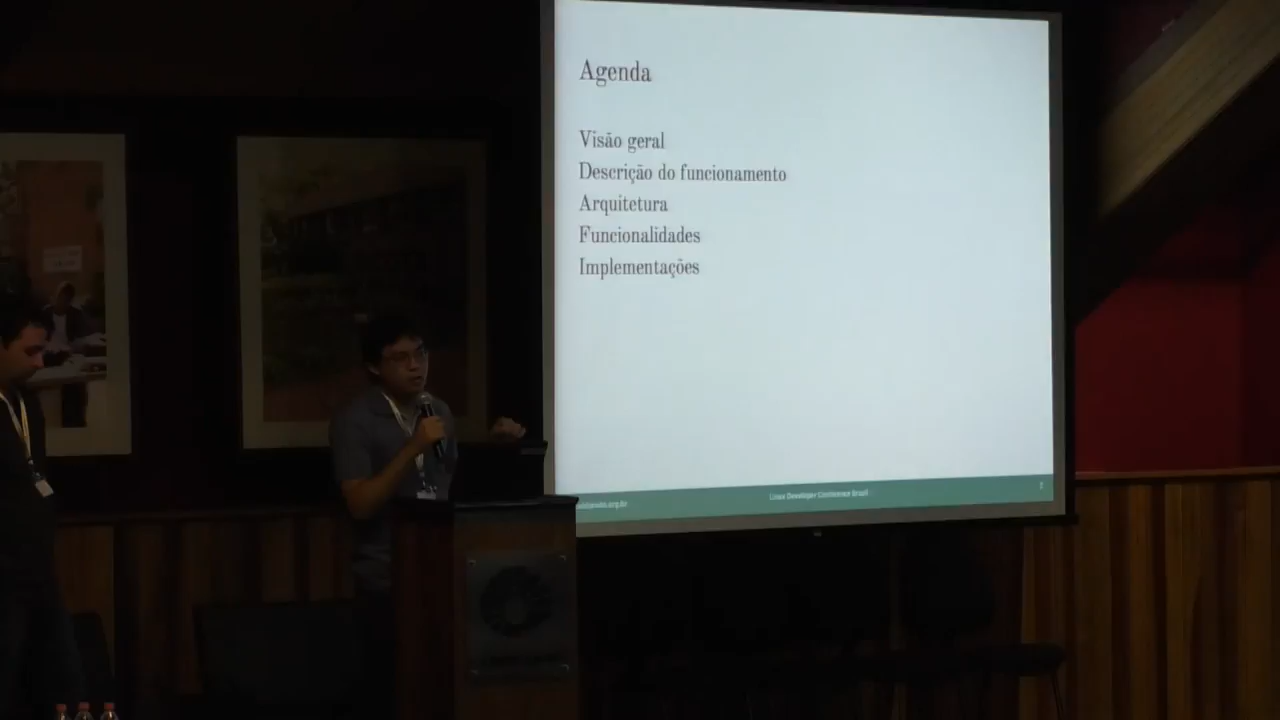 Agenda
Visão geral
Descrição do funcionamento
Arquitetura
Funcionalidades
Implementações
Linux Developer Conference Brazil